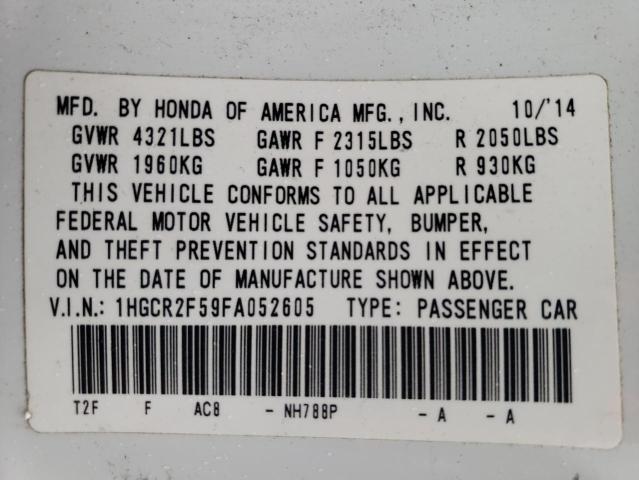 MFD. BY HONDA OF AMERICA MFG., INC. 10/'14
GVWR 4321LBS GAWR F 2315LBS R 2050LBS
GVWR 1960KG GAWR F 1050KG R 930KG
THIS VEHICLE CONFORMS TO ALL APPLICABLE
FEDERAL MOTOR VEHICLE SAFETY, BUMPER,
AND THEFT PREVENTION STANDARDS IN EFFECT
ON THE DATE OF MANUFACTURE SHOWN ABOVE.
V.I.N.: 1HGCR2F59FA052605 TYPE: PASSENGER CAR
T2F F AC8 - NH788P - A - A